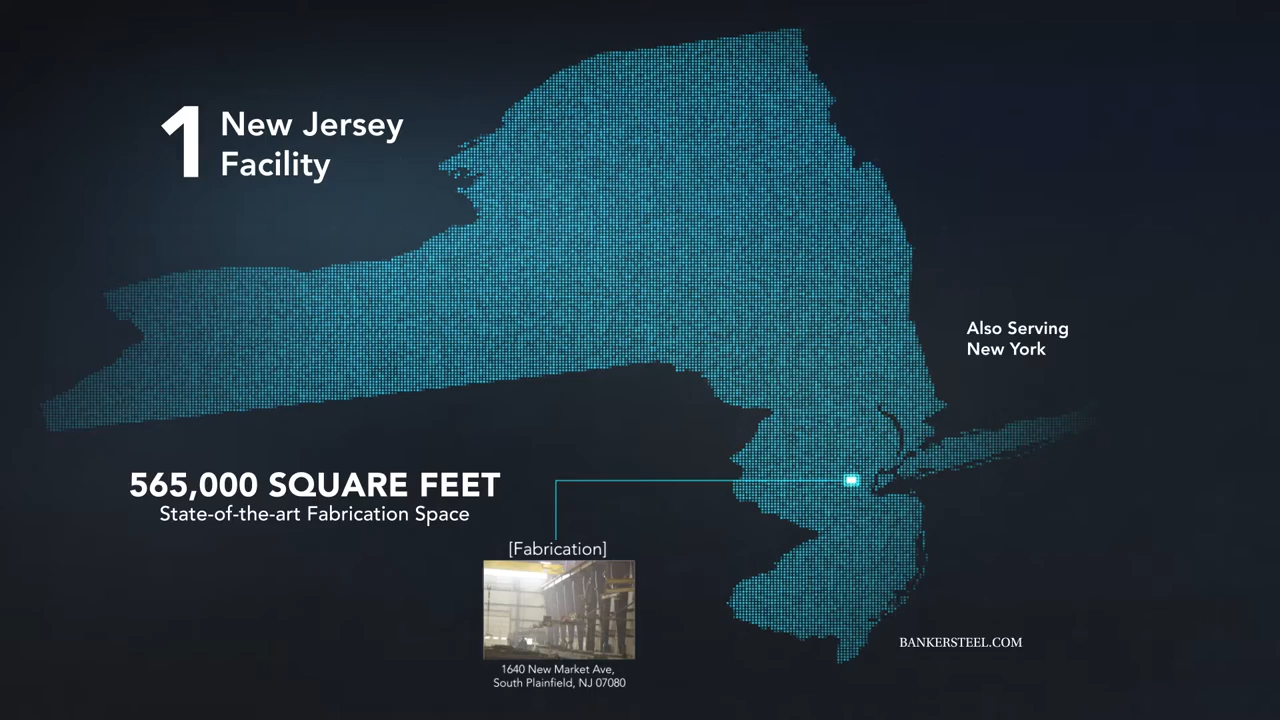 1
New Jersey
Facility
Also Serving
New York
565,000 SQUARE FEET
State-of-the-art Fabrication Space
[Fabrication]
1640 New Market Ave,
South Plainfield, NJ 07080
BANKERSTEEL.COM